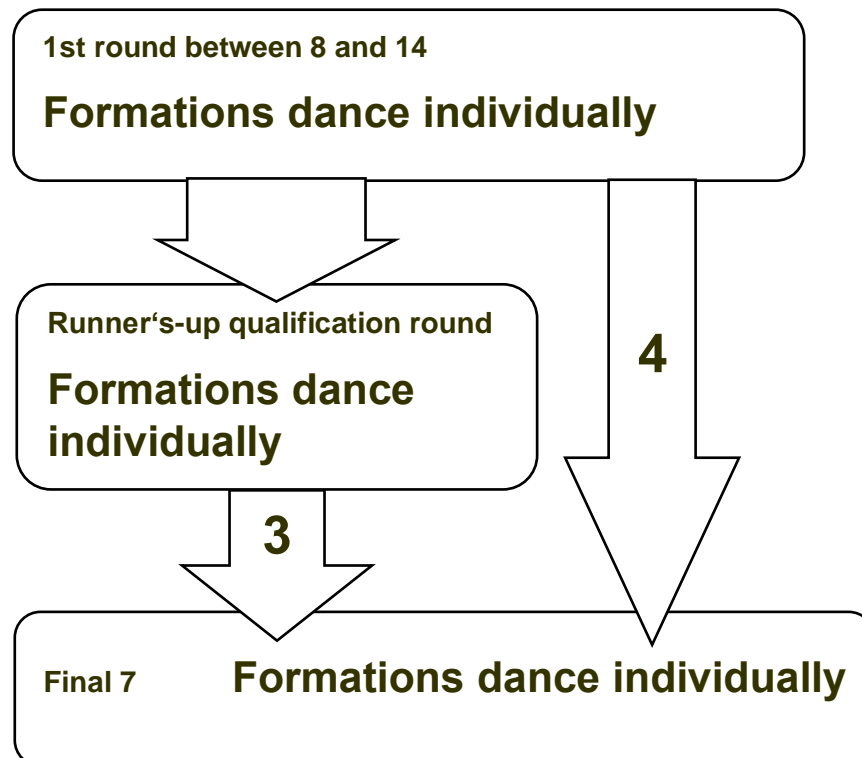 1st round between 8 and 14
Formations dance individually
Runner‘s-up qualification round
Formations dance
individually
4
3
Final 7
Formations dance individually